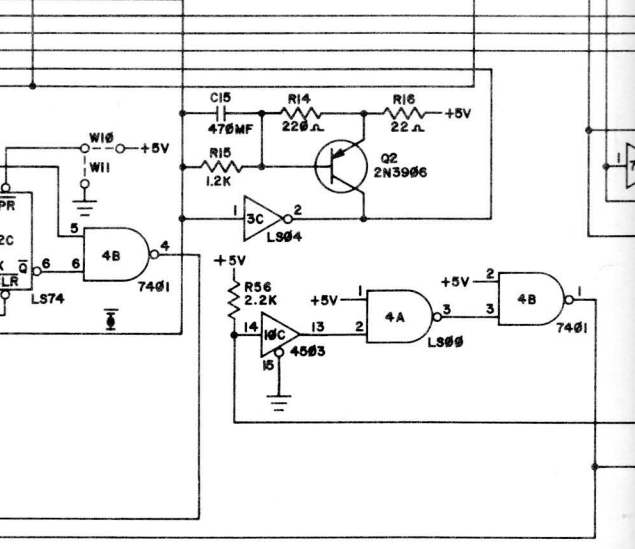 C15
470MF
R14
220Ω
R16
22Ω
+5V
W10
+5V
W11
R15
1.2K
Q2
2N3906
PR
2C
Q
6
LR
LS74
5
6
4B
4
7401
Φ
1
3C
2
LS04
1
+5V
R56
2.2K
14
10C
13
4503
15
+5V
1
2
4A
3
LS00
+5V
2
3
4B
1
7401